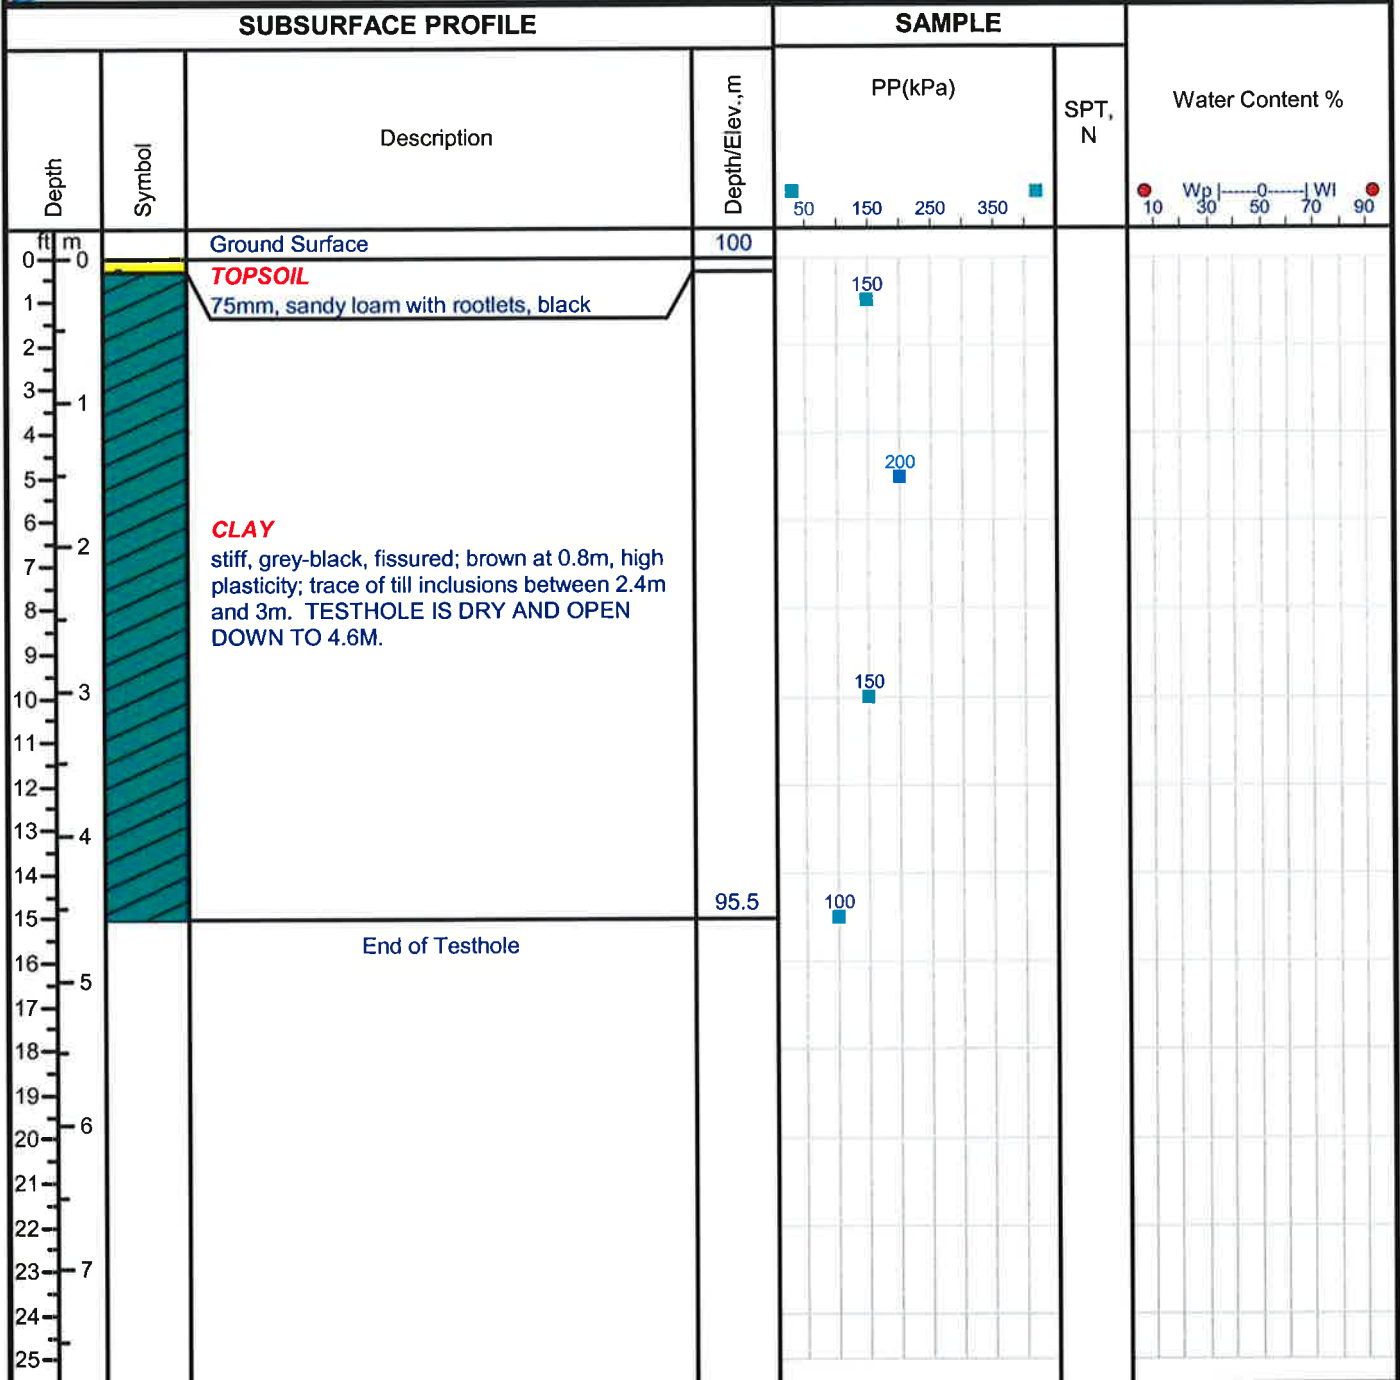 SUBSURFACE PROFILE
SAMPLE
Depth
Symbol
Description
Depth/Elev.,m
PP(kPa)
50 150 250 350
SPT,
N
Water Content %
Wp |-----0-----| Wl
10 30 50 70 90
ft m
Ground Surface
100
0 0
TOPSOIL
75mm, sandy loam with rootlets, black
150
1
2
3
1
4
200
5
6
CLAY
2
stiff, grey-black, fissured; brown at 0.8m, high
7
plasticity; trace of till inclusions between 2.4m
8
and 3m. TESTHOLE IS DRY AND OPEN
DOWN TO 4.6M.
9
150
10 3
11
12
13 4
14
95.5
100
15
End of Testhole
16
5
17
18
19
6
20
21
22
23 7
24
25